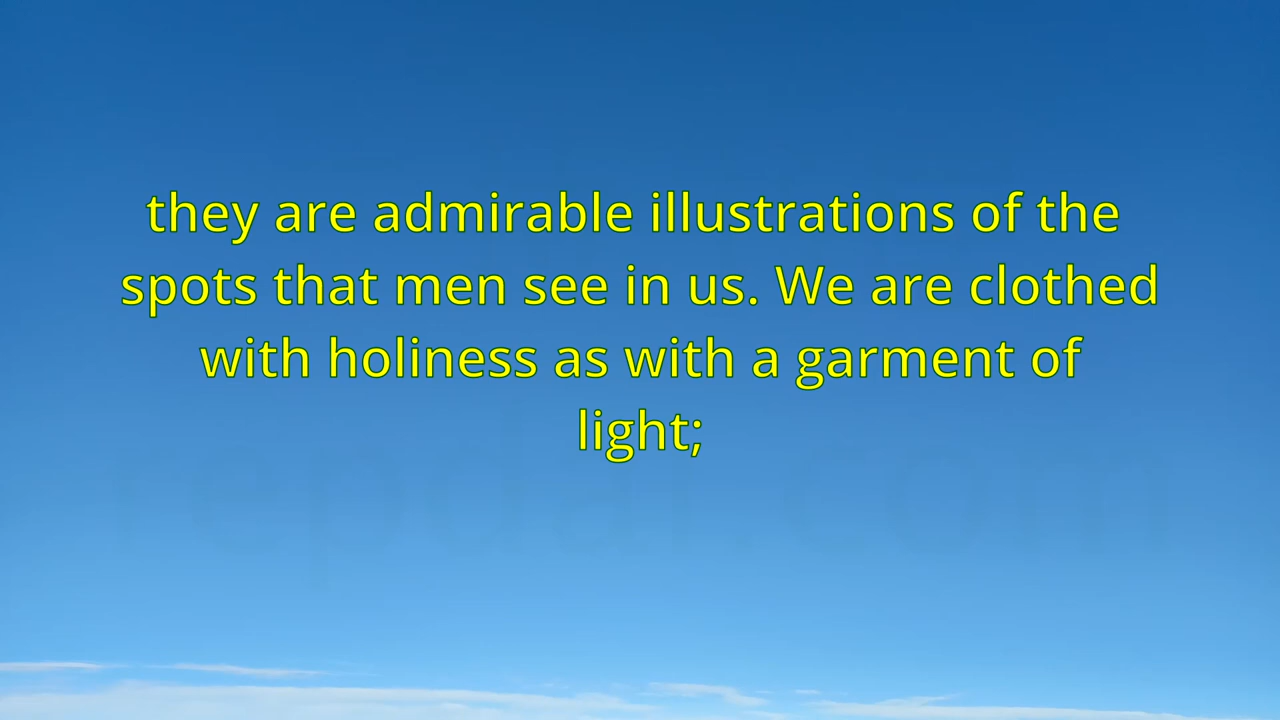 they are admirable illustrations of the
spots that men see in us. We are clothed
with holiness as with a garment of
light;